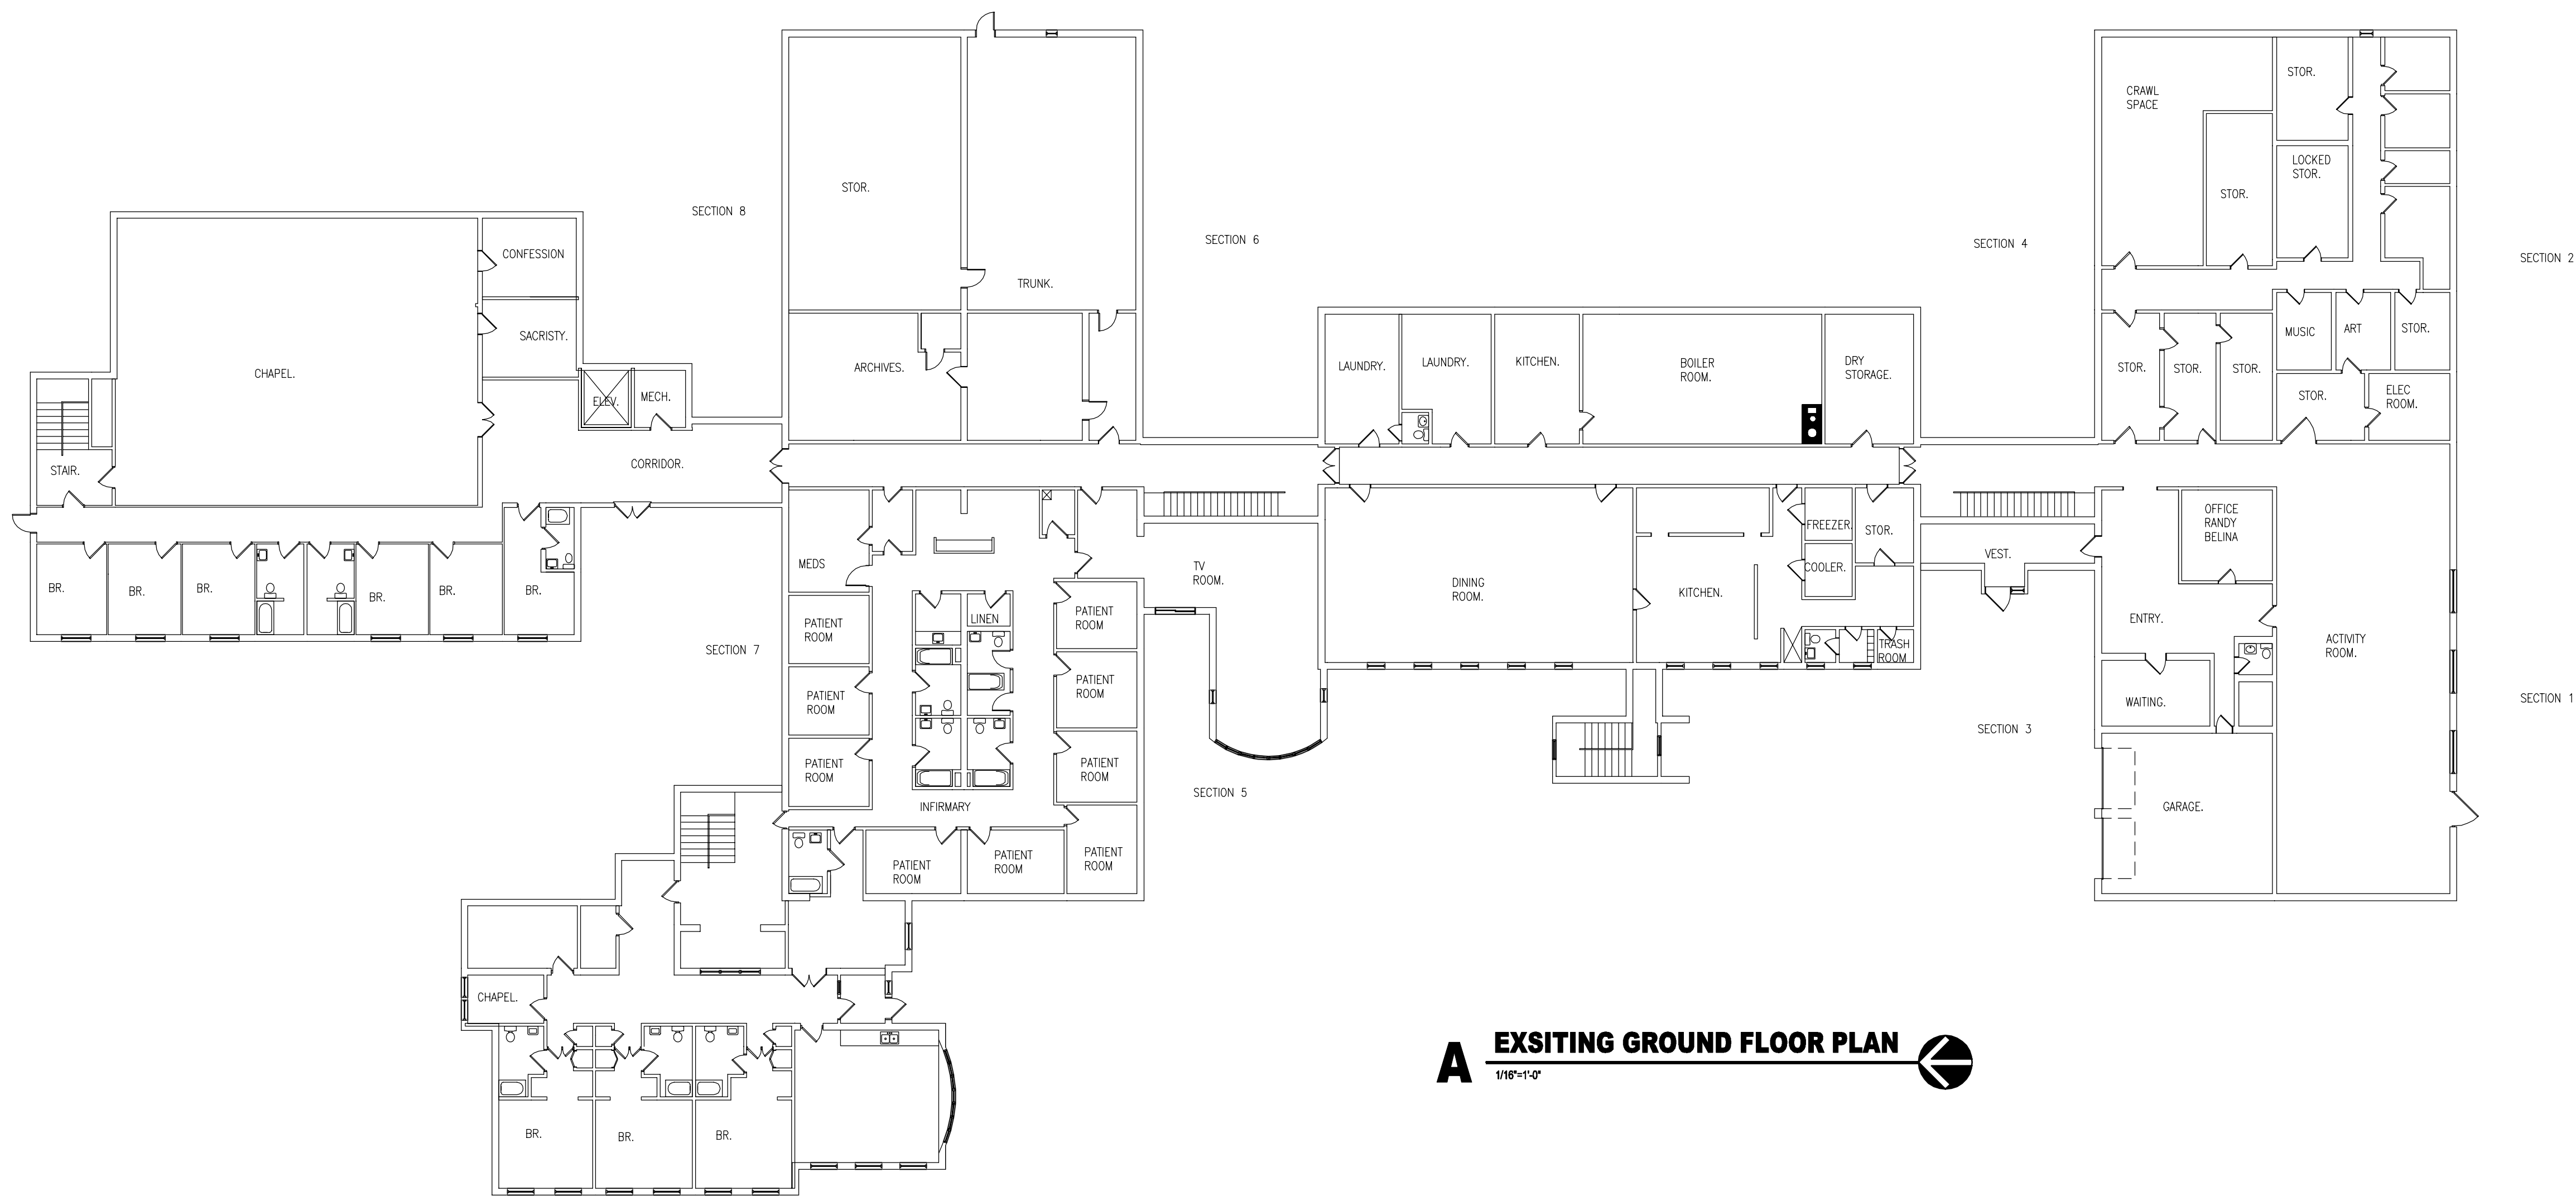 STOR.
CRAWL
SPACE
LOCKED
STOR.
STOR.
STOR.
SECTION 8
SECTION 6
SECTION 4
SECTION 2
CONFESSION
TRUNK.
SACRISTY.
CHAPEL.
ARCHIVES.
LAUNDRY.
LAUNDRY.
KITCHEN.
BOILER
ROOM.
DRY
STORAGE.
MUSIC
ART
STOR.
STOR.
STOR.
STOR.
STOR.
ELEC
ROOM.
ELEV.
MECH.
STAIR.
CORRIDOR.
OFFICE
RANDY
BELINA
FREEZER.
STOR.
MEDS
TV
ROOM.
VEST.
COOLER.
BR.
BR.
BR.
BR.
BR.
BR.
DINING
ROOM.
KITCHEN.
LINEN
PATIENT
ROOM
PATIENT
ROOM
ENTRY.
ACTIVITY
ROOM.
TRASH
ROOM
SECTION 7
PATIENT
ROOM
PATIENT
ROOM
WAITING.
SECTION 1
SECTION 3
PATIENT
ROOM
PATIENT
ROOM
SECTION 5
INFIRMARY
GARAGE.
PATIENT
ROOM
PATIENT
ROOM
PATIENT
ROOM
CHAPEL.
BR.
BR.
BR.
A
EXSITING GROUND FLOOR PLAN
1/16"=1'-0"